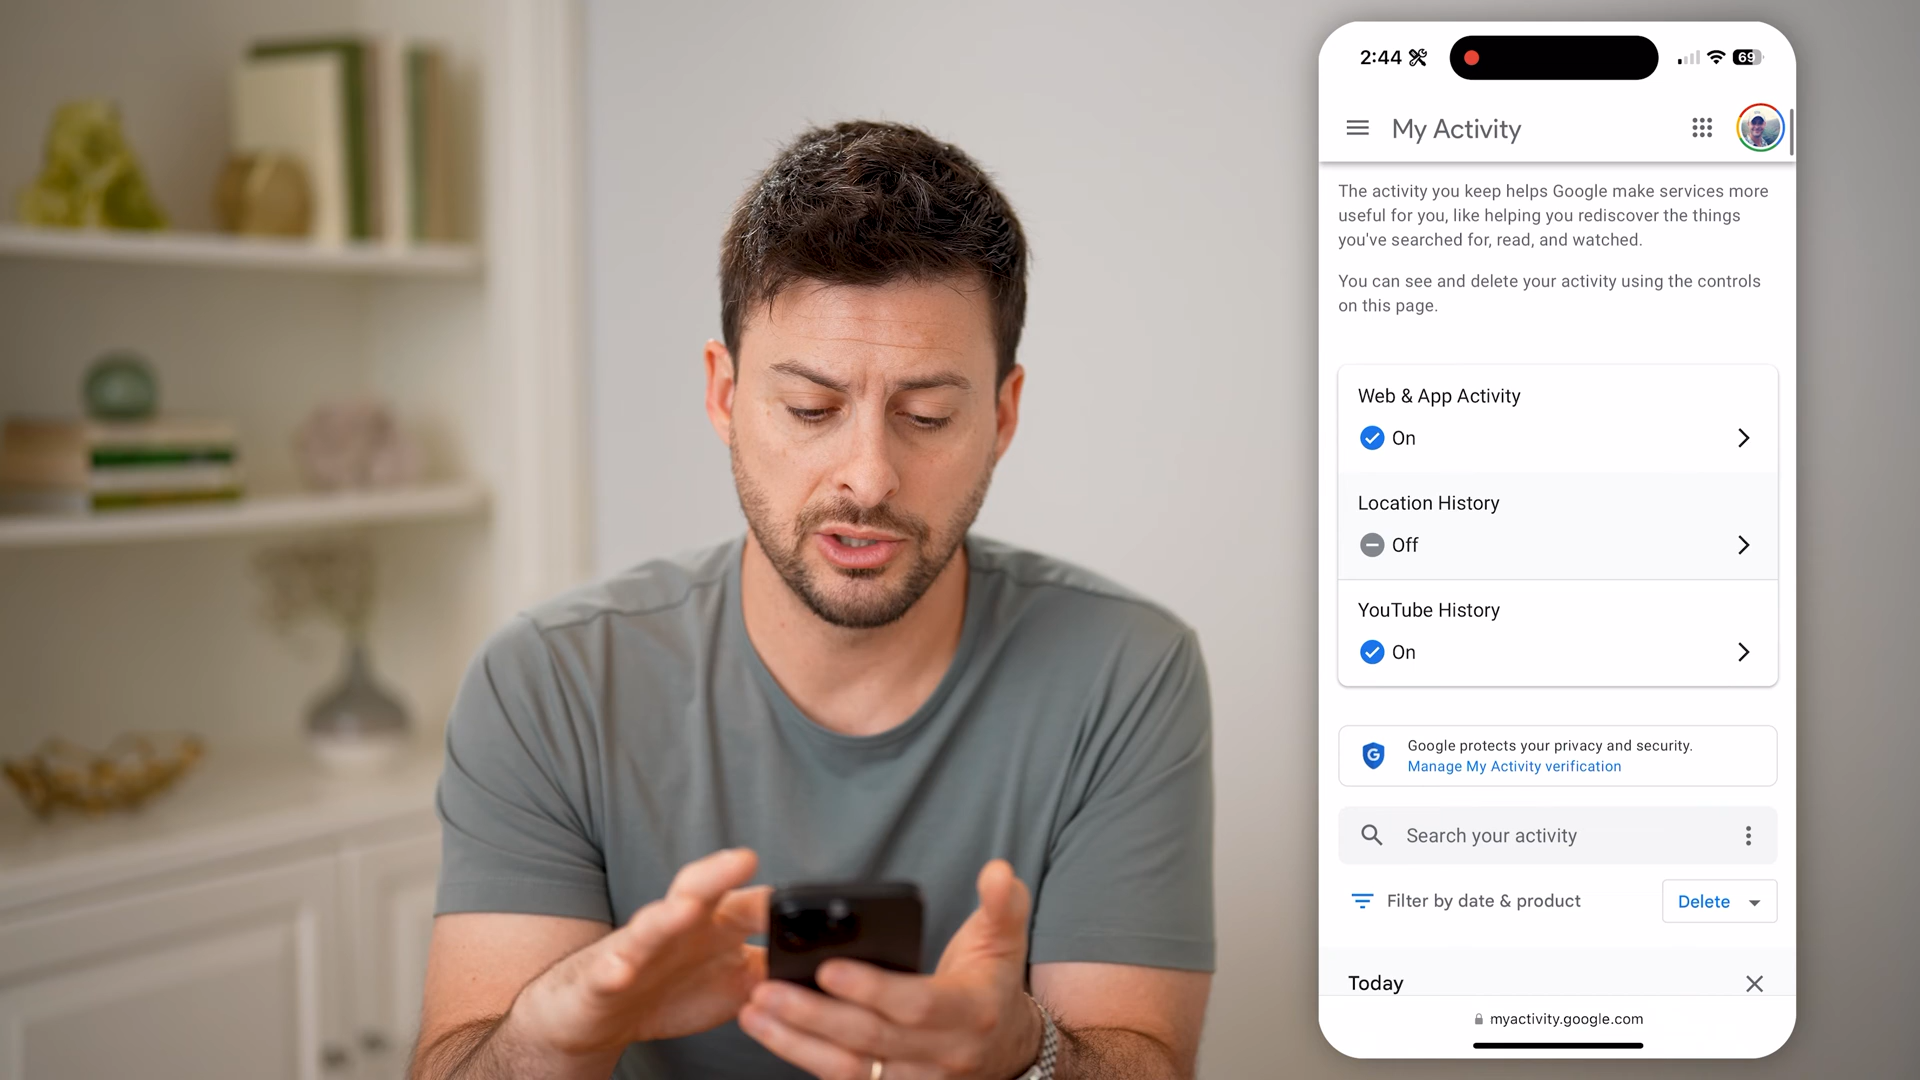 2:44
69
My Activity
The activity you keep helps Google make services more
useful for you, like helping you rediscover the things
you've searched for, read, and watched.
You can see and delete your activity using the controls
on this page.
Web & App Activity
On
Location History
Off
YouTube History
On
G
Google protects your privacy and security.
Manage My Activity verification
Search your activity
Filter by date & product
Delete
Today
myactivity.google.com